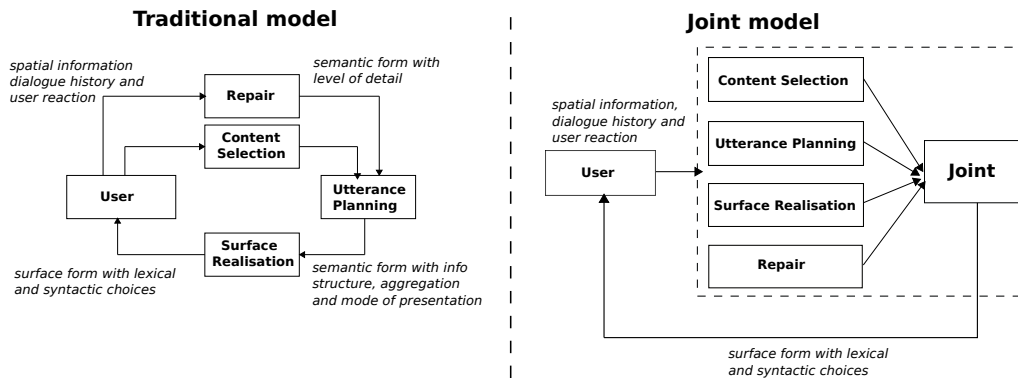 Traditional model
spatial information
dialogue history and
user reaction
semantic form with
level of detail
Repair
Content
Selection
User
Utterance
Planning
Surface
Realisation
surface form with lexical
and syntactic choices
semantic form with info
structure, aggregation
and mode of presentation
Joint model
spatial information,
dialogue history and
user reaction
User
Content Selection
Utterance Planning
Surface Realisation
Repair
Joint
surface form with lexical
and syntactic choices